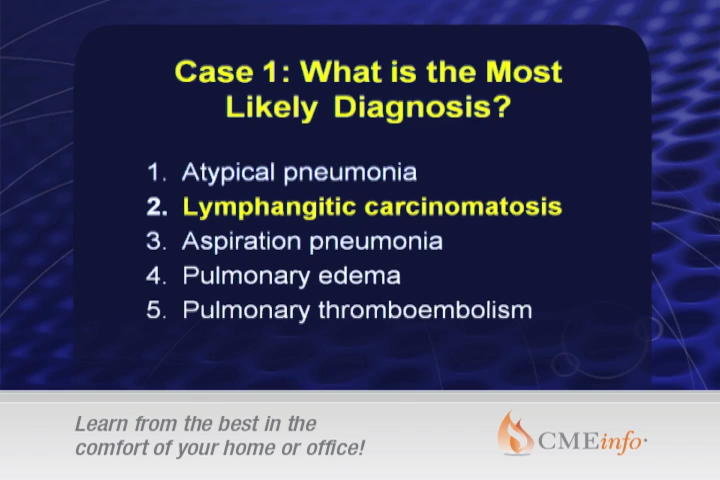 Case 1: What is the Most
Likely Diagnosis?
1. Atypical pneumonia
2. Lymphangitic carcinomatosis
3. Aspiration pneumonia
4. Pulmonary edema
5. Pulmonary thromboembolism
Learn from the best in the
comfort of your home or office!
CMEinfo